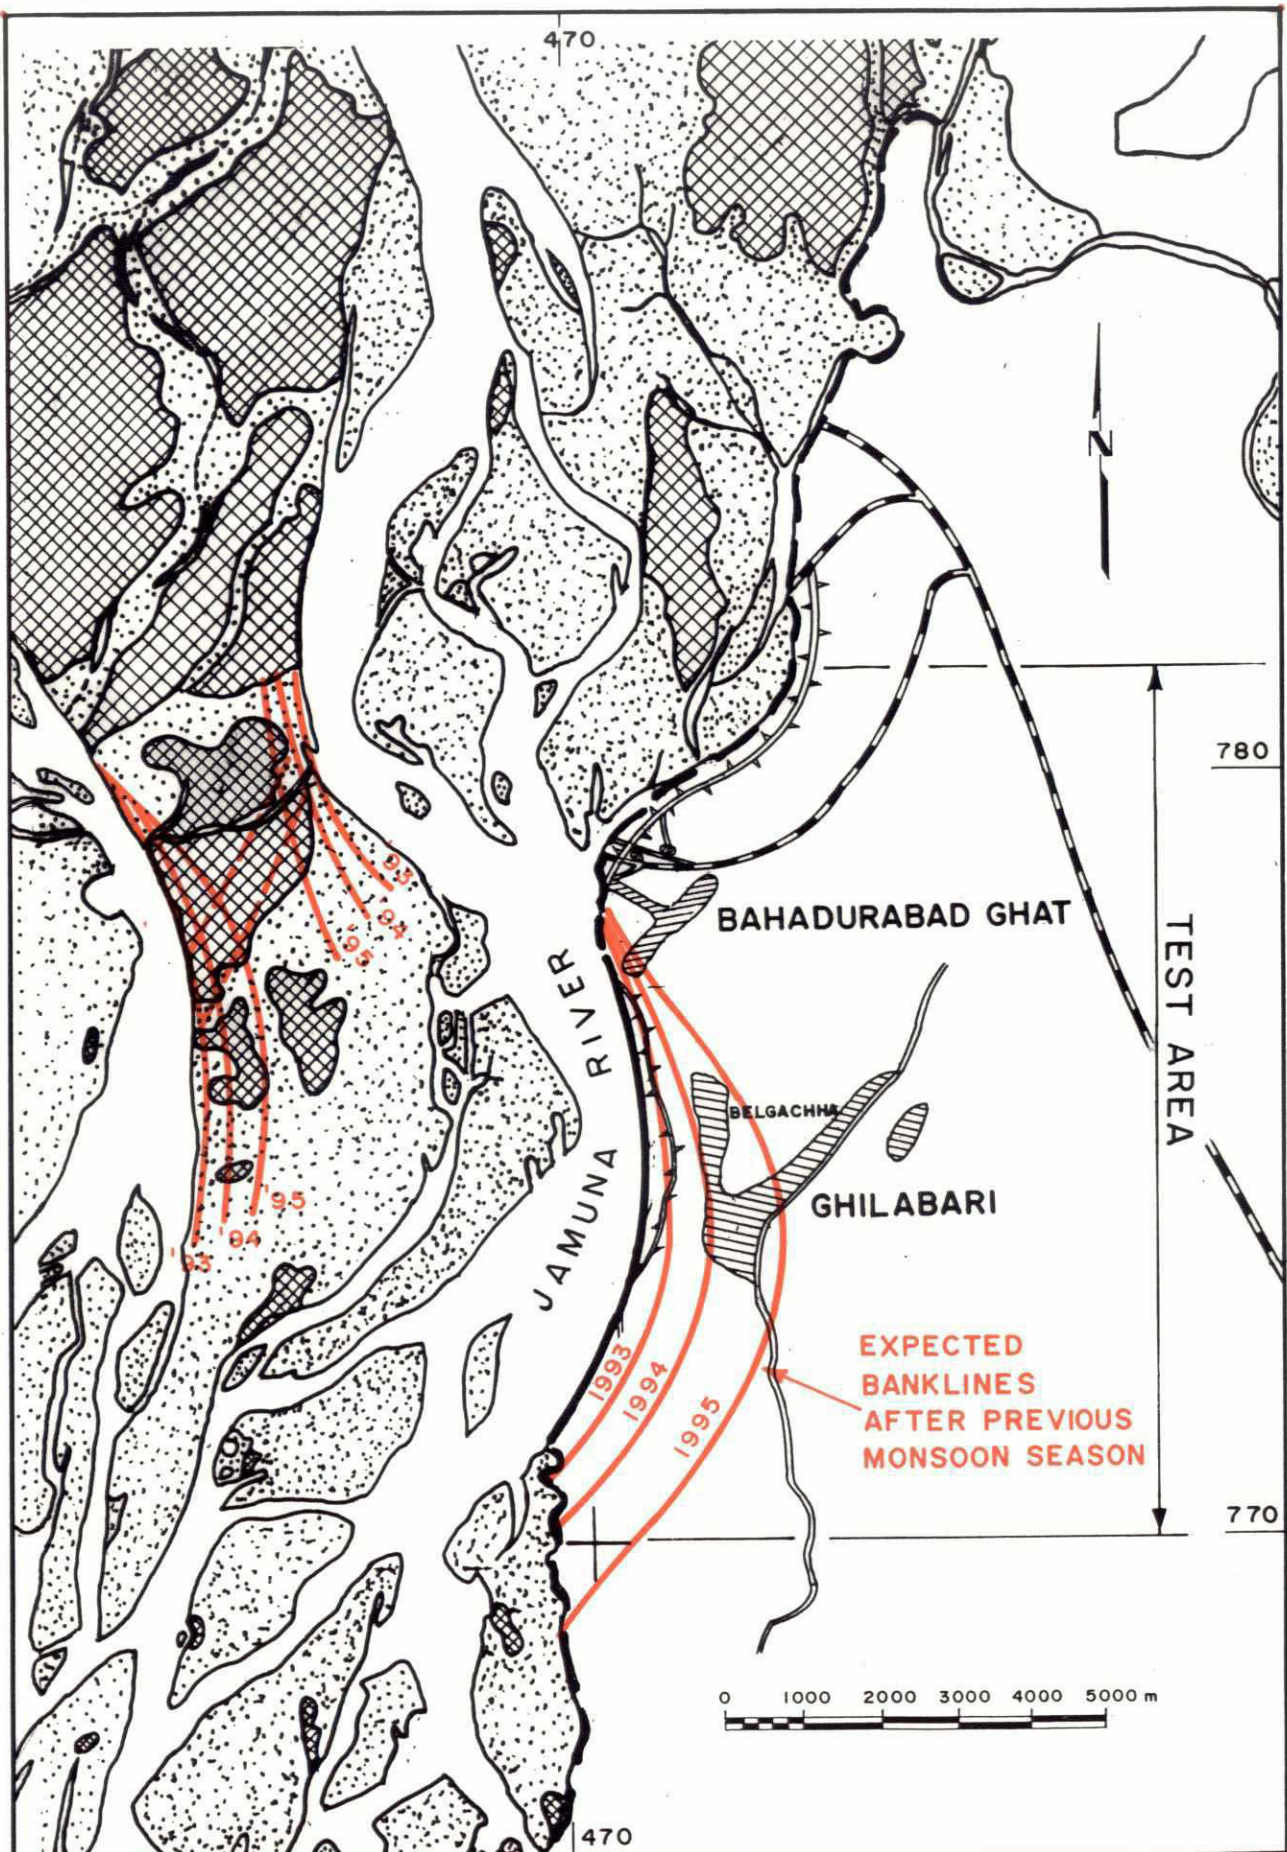 470
N
780
'93
'94
'95
BAHADURABAD GHAT
TEST AREA
JAMUNA RIVER
BELGACHHA
GHILABARI
'95
'94
'93
EXPECTED
BANKLINES
AFTER PREVIOUS
MONSOON SEASON
1993
1994
1995
770
0 1000 2000 3000 4000 5000 m
470